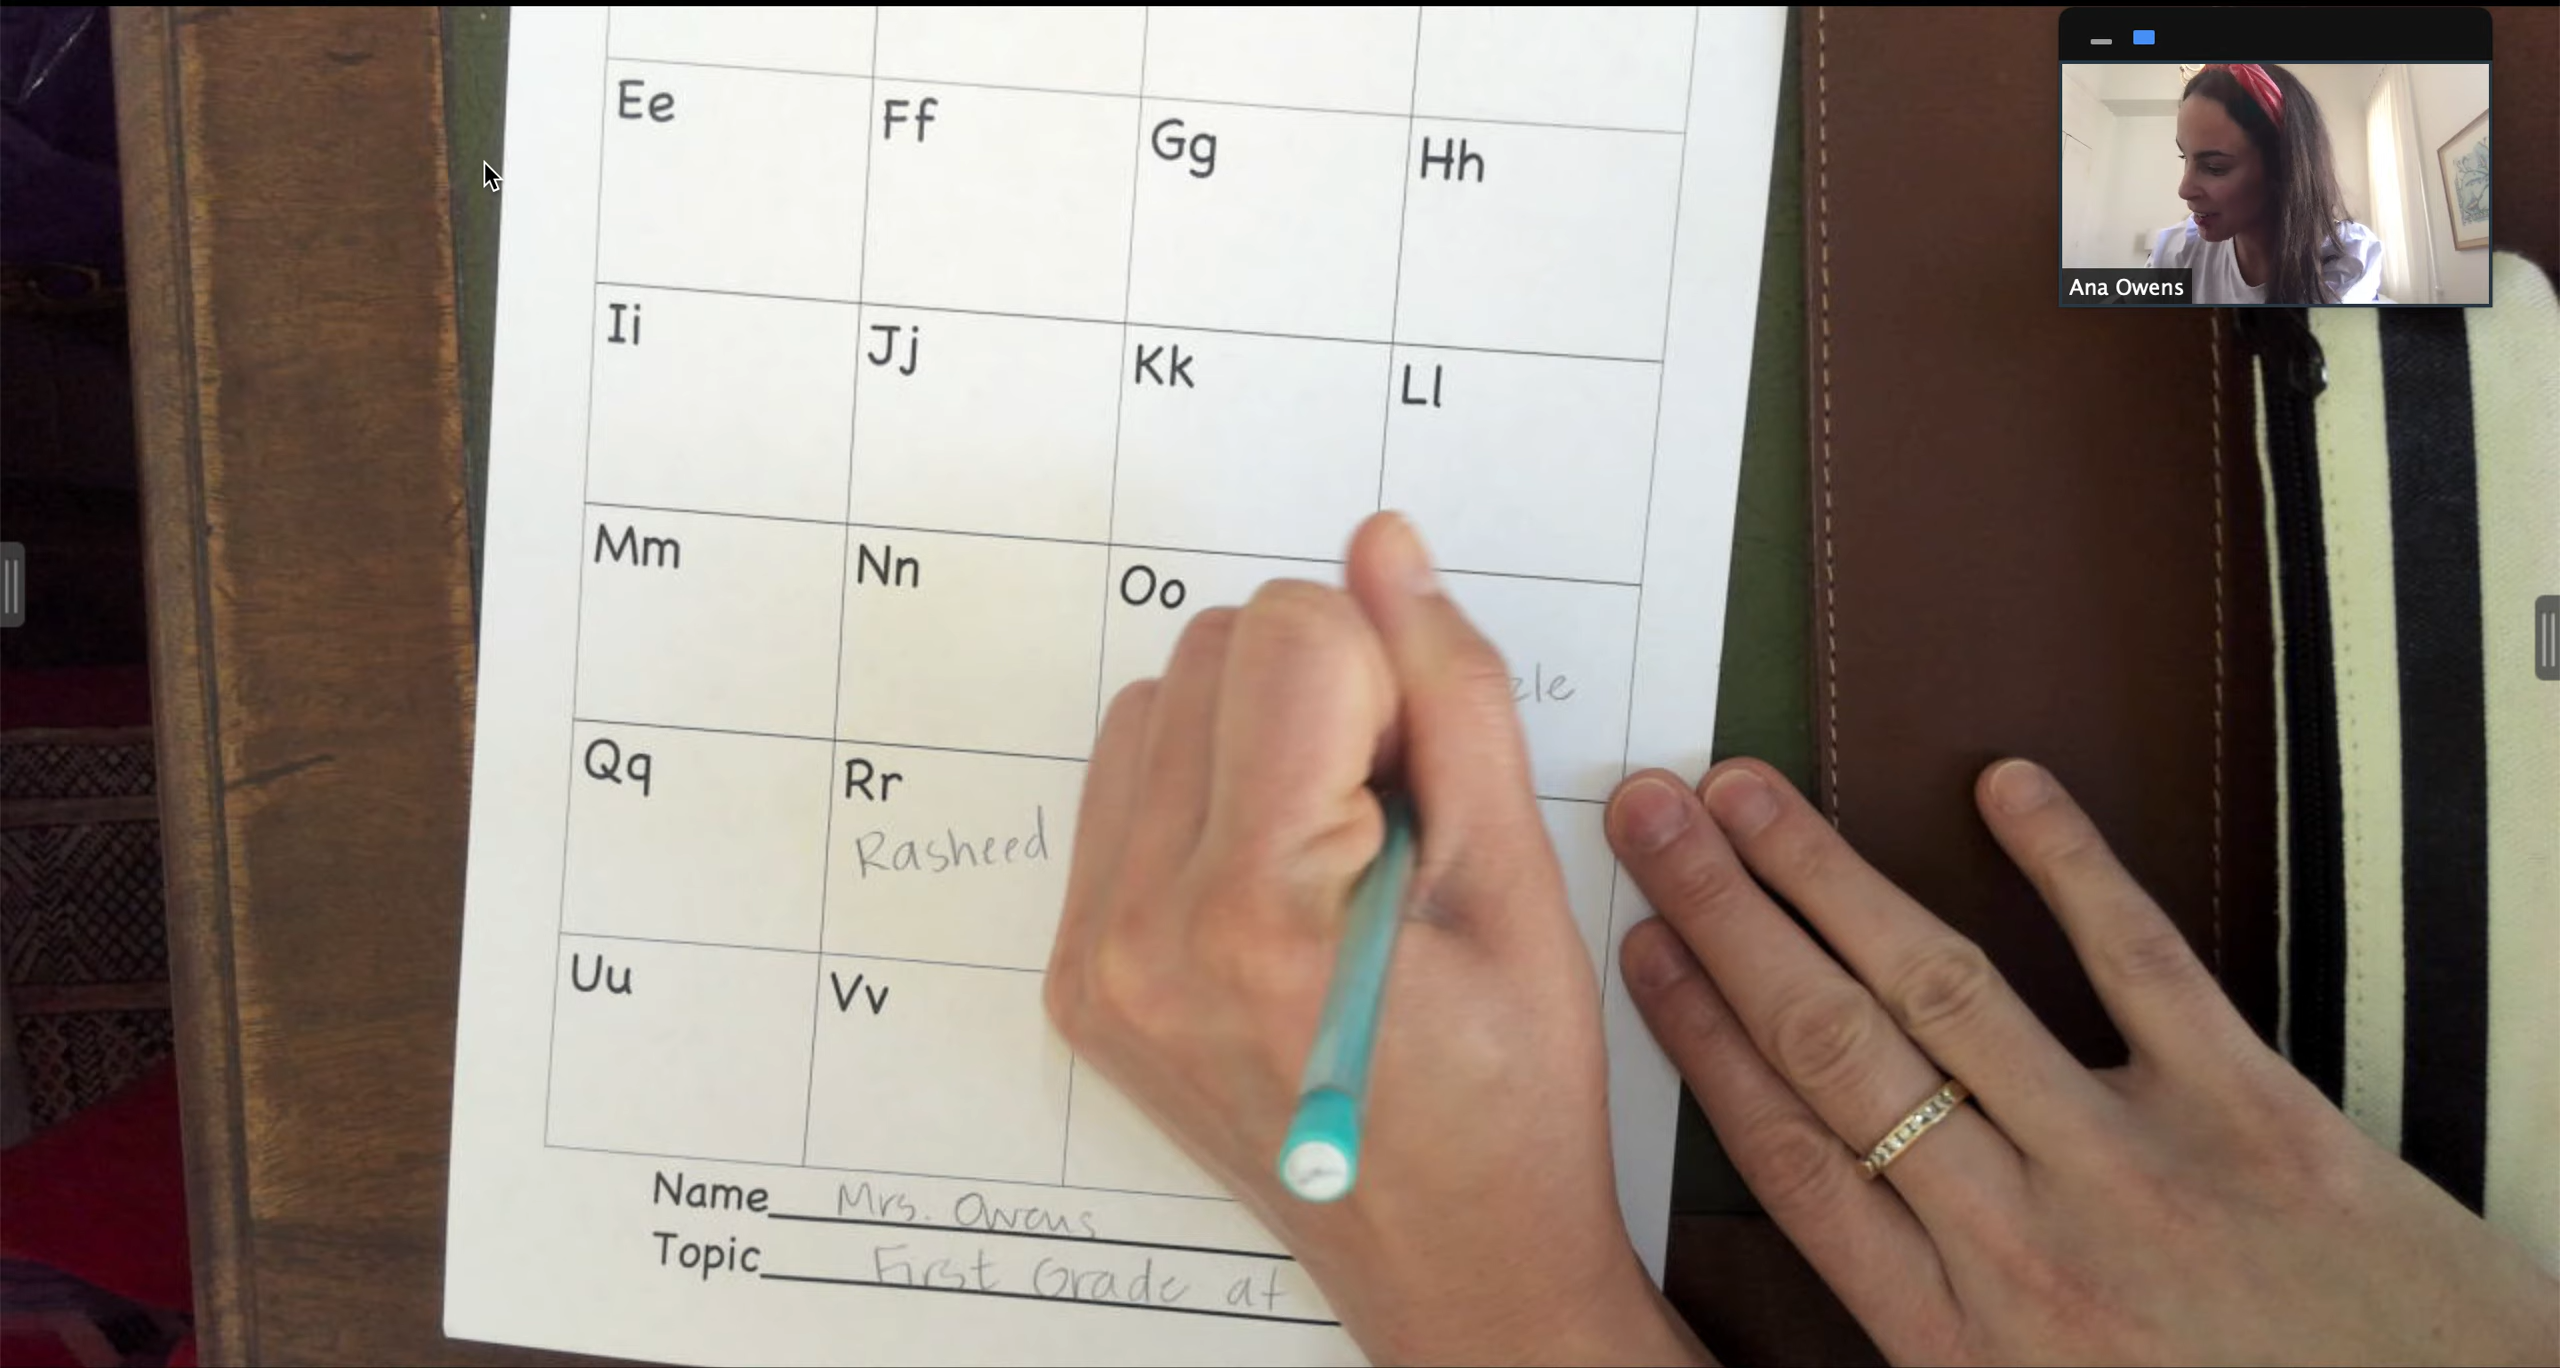 Ee Ff Gg Hh
Ii Jj Kk Ll
Mm Nn Oo
Qq Rr
Rasheed
Uu Vv
Name Mrs. Owens
Topic First Grade at
Ana Owens